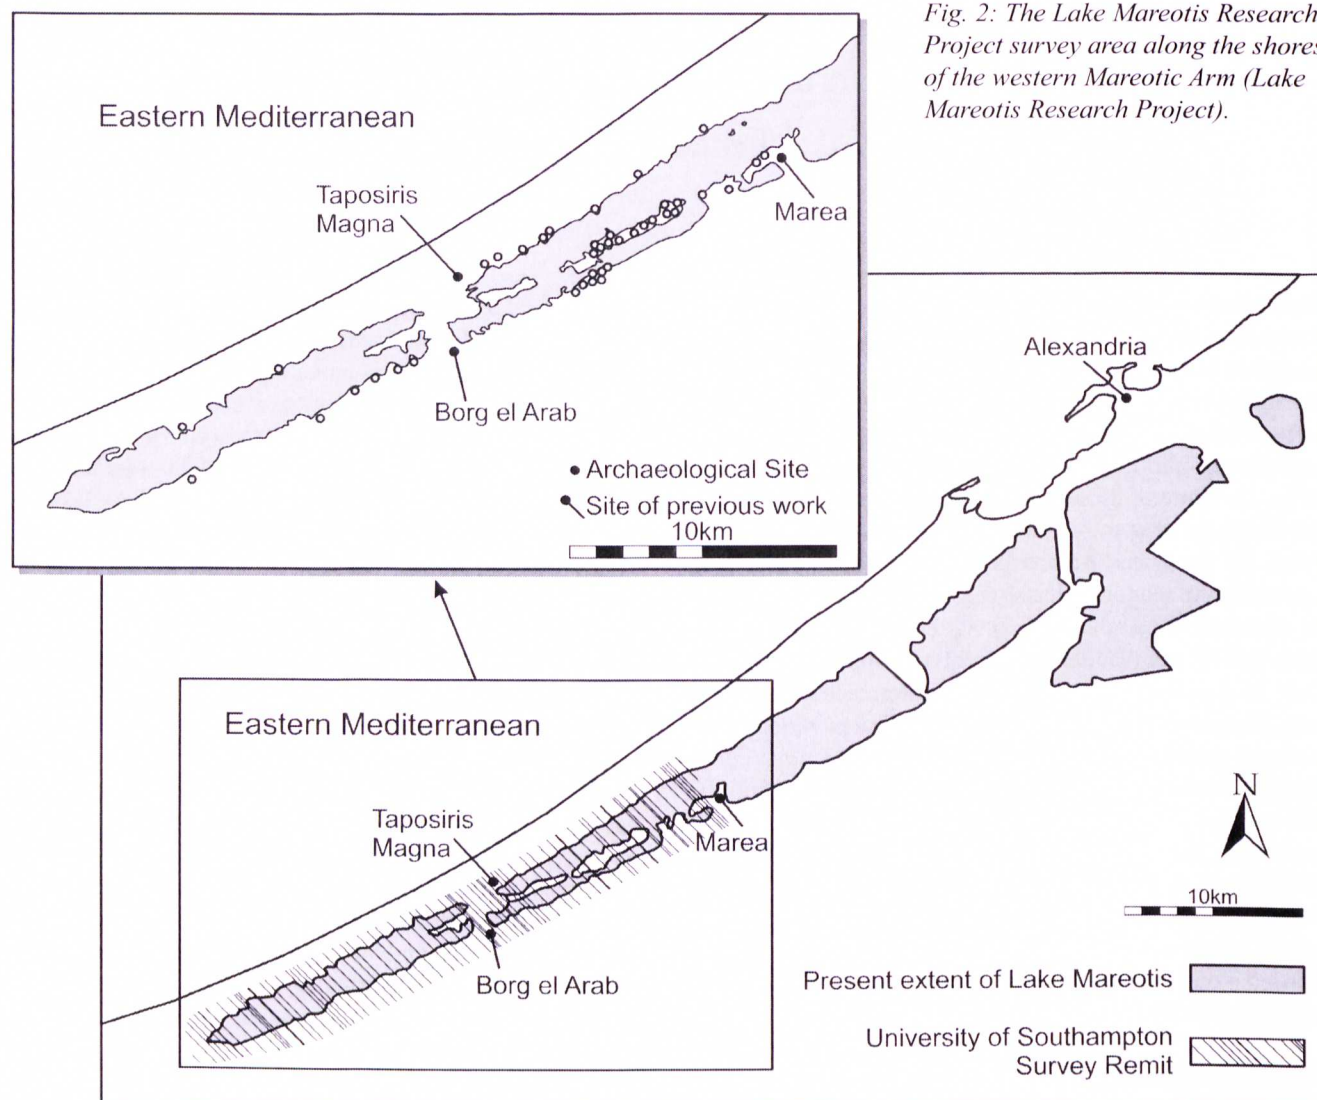 Fig. 2: The Lake Mareotis Research
Project survey area along the shores
of the western Mareotic Arm (Lake
Mareotis Research Project).
Eastern Mediterranean
Taposiris
Magna
Marea
Borg el Arab
Archaeological Site
Site of previous work
10km
Alexandria
Eastern Mediterranean
Taposiris
Magna
Marea
Borg el Arab
N
10km
Present extent of Lake Mareotis
University of Southampton
Survey Remit